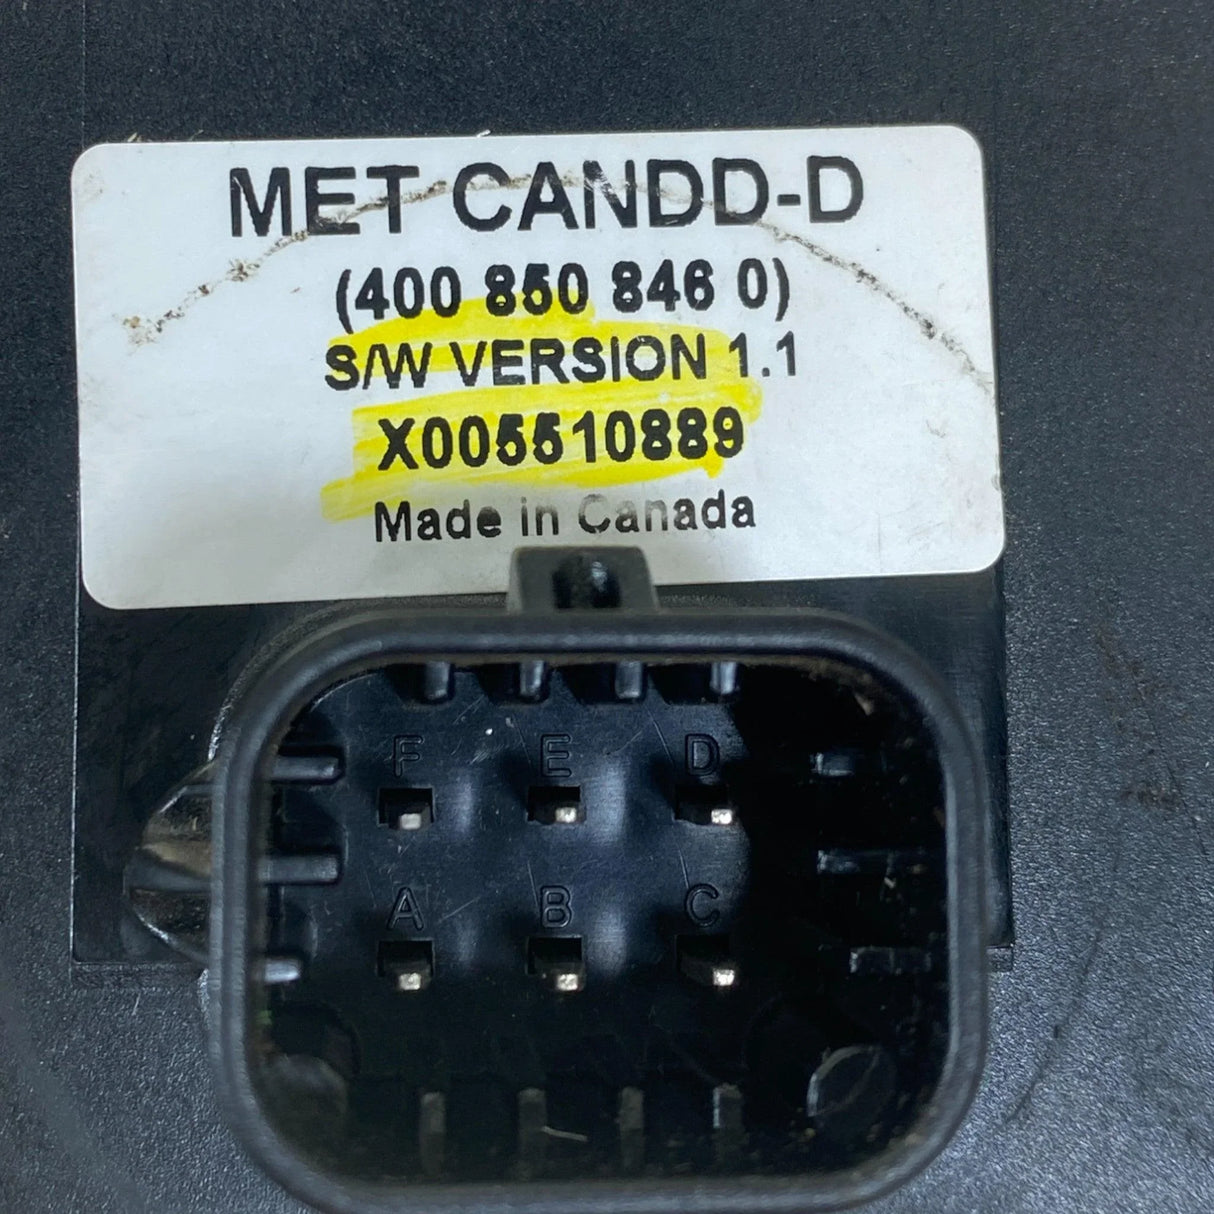 MET CANDD-D
(400 850 846 0)
S/W VERSION 1.1
X005510889
Made in Canada
F E D
A B C